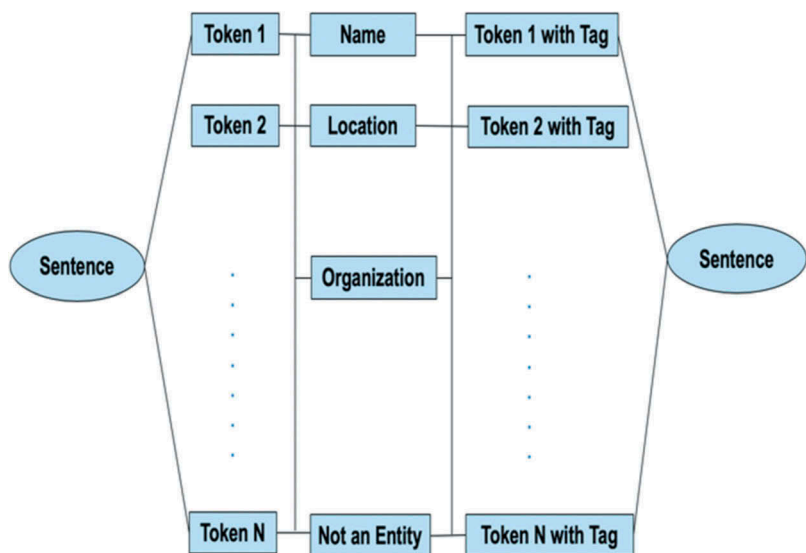 Token 1
Name
Token 1 with Tag
Token 2
Location
Token 2 with Tag
Sentence
Organization
Sentence
Token N
Not an Entity
Token N with Tag